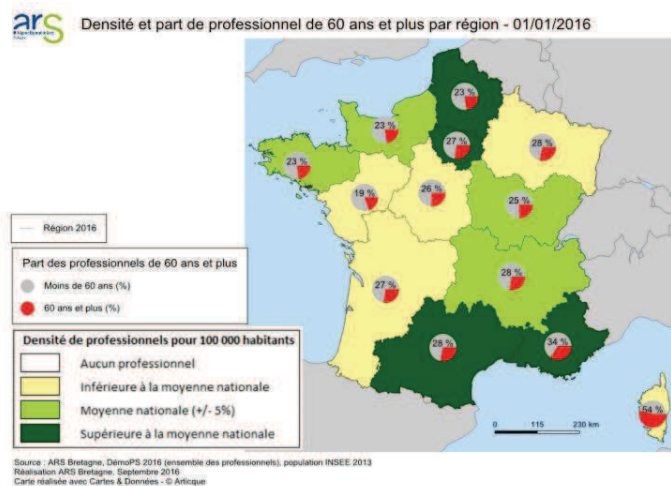 ars
Densité et part de professionnel de 60 ans et plus par région - 01/01/2016
23 %
23 %
27 %
28 %
23 %
19 %
26 %
25 %
27 %
28 %
28 %
34 %
54 %
Région 2016
Part des professionnels de 60 ans et plus
Moins de 60 ans (%)
60 ans et plus (%)
Densité de professionnels pour 100 000 habitants
Aucun professionnel
Inférieure à la moyenne nationale
Moyenne nationale (+/- 5%)
Supérieure à la moyenne nationale
0 115 230 km
Source : ARS Bretagne, DémoPS 2016 (ensemble des professionnels), population INSEE 2013
Réalisation ARS Bretagne, Septembre 2016
Carte réalisée avec Cartes & Données - © Articque